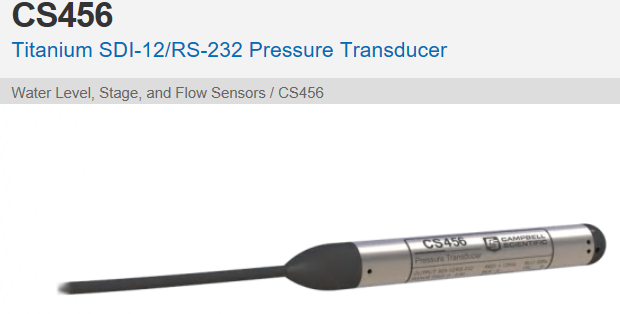 CS456
Titanium SDI-12/RS-232 Pressure Transducer
Water Level, Stage, and Flow Sensors / CS456
CS456
CAMPBELL
SCIENTIFIC
Pressure Transducer